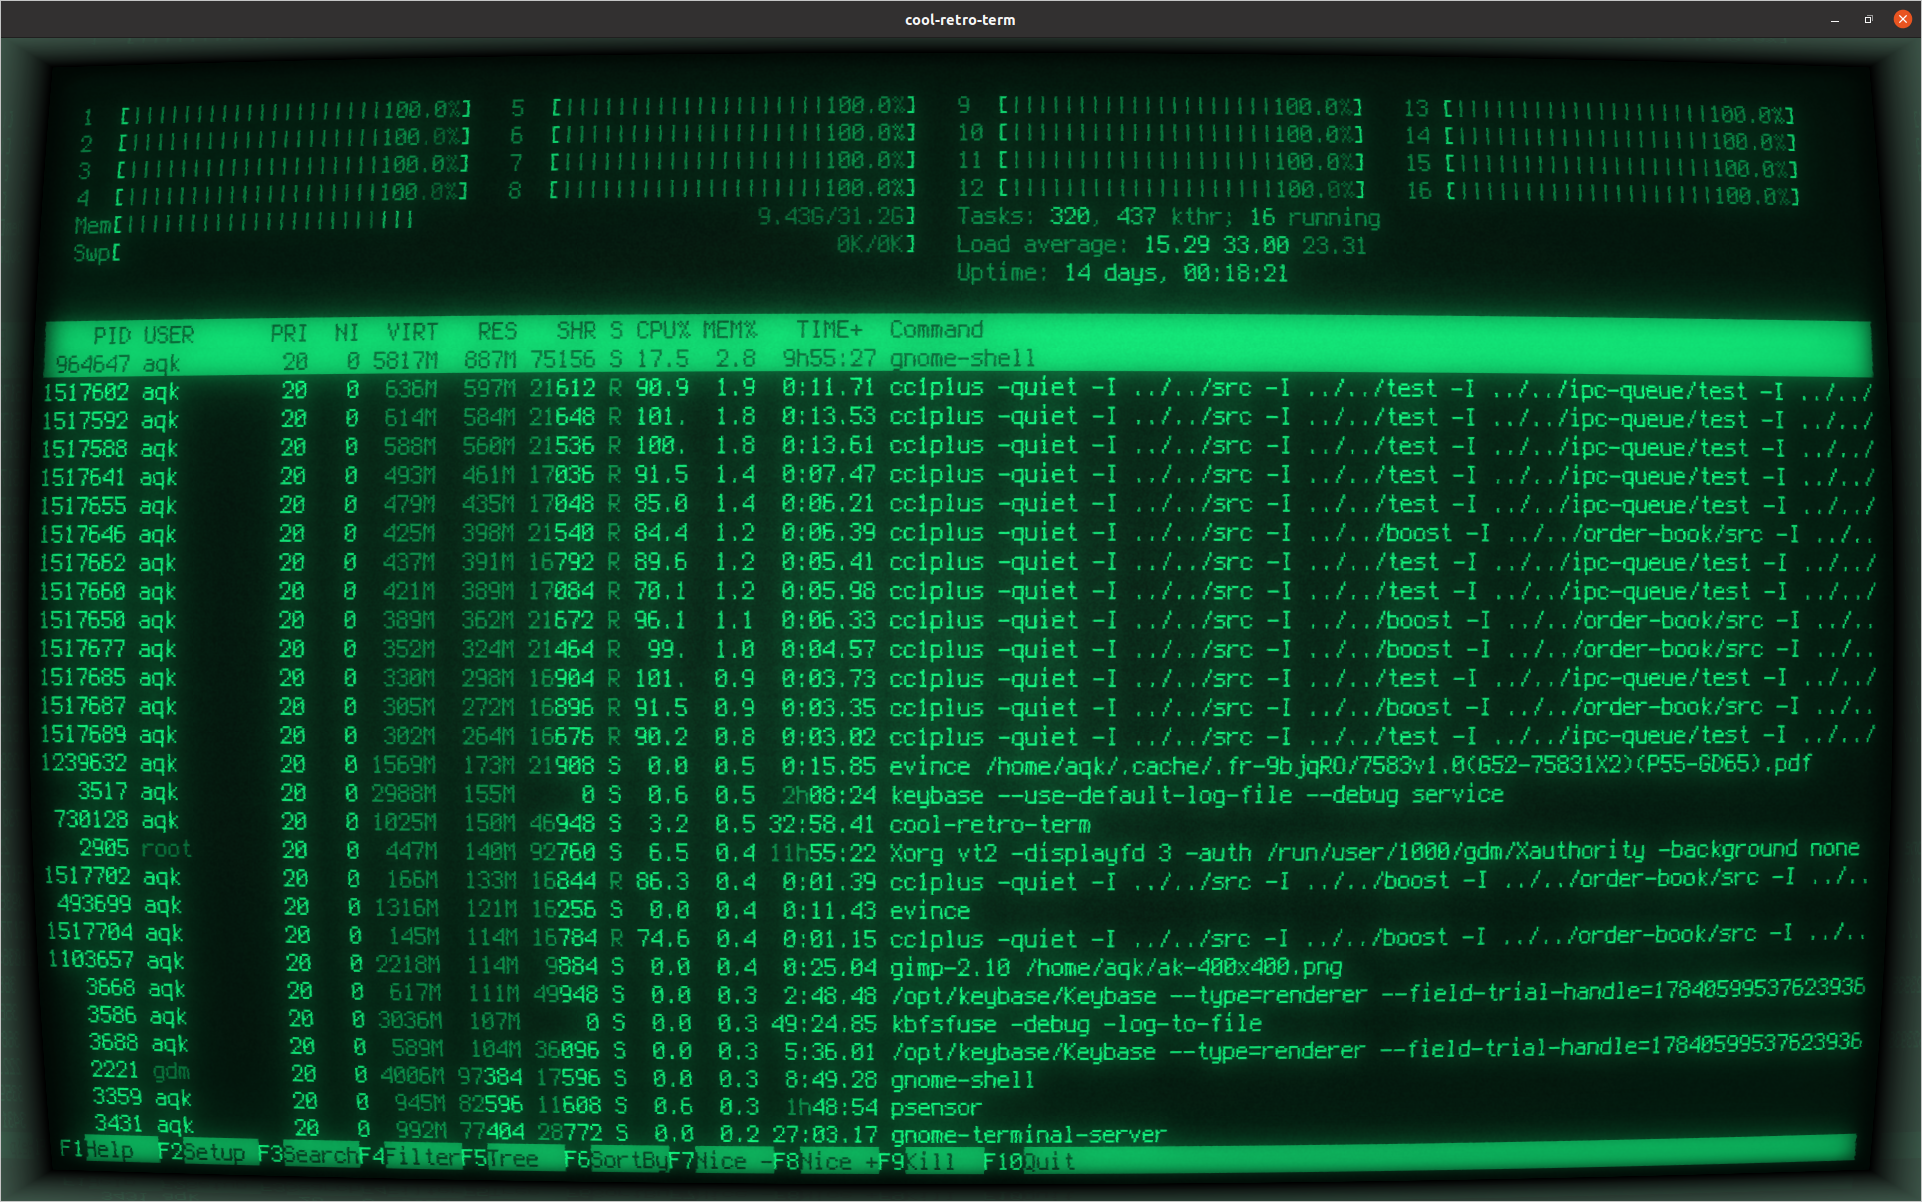 cool-retro-term
1 [||||||||||||||||||||100.0%] 5 [||||||||||||||||||||100.0%] 9 [||||||||||||||||||||100.0%] 13 [||||||||||||||||||||100.0%]
2 [||||||||||||||||||||100.0%] 6 [||||||||||||||||||||100.0%] 10 [||||||||||||||||||||100.0%] 14 [||||||||||||||||||||100.0%]
3 [||||||||||||||||||||100.0%] 7 [||||||||||||||||||||100.0%] 11 [||||||||||||||||||||100.0%] 15 [||||||||||||||||||||100.0%]
4 [||||||||||||||||||||100.0%] 8 [||||||||||||||||||||100.0%] 12 [||||||||||||||||||||100.0%] 16 [||||||||||||||||||||100.0%]
Mem[||||||||||||||||||||||| 9.43G/31.2G] Tasks: 320, 437 kthr; 16 running
Swp[ 0K/0K] Load average: 15.29 33.00 23.31
Uptime: 14 days, 00:18:21
PID USER PRI NI VIRT RES SHR S CPU% MEM% TIME+ Command
964647 aqk 20 0 5817M 887M 75156 S 17.5 2.8 9h55:27 gnome-shell
1517602 aqk 20 0 636M 597M 21612 R 90.9 1.9 0:11.71 cc1plus -quiet -I ../../src -I ../../test -I ../../ipc-queue/test -I ../../
1517592 aqk 20 0 614M 584M 21648 R 101. 1.8 0:13.53 cc1plus -quiet -I ../../src -I ../../test -I ../../ipc-queue/test -I ../../
1517588 aqk 20 0 588M 560M 21536 R 100. 1.8 0:13.61 cc1plus -quiet -I ../../src -I ../../test -I ../../ipc-queue/test -I ../../
1517641 aqk 20 0 493M 461M 17036 R 91.5 1.4 0:07.47 cc1plus -quiet -I ../../src -I ../../test -I ../../ipc-queue/test -I ../../
1517655 aqk 20 0 479M 435M 17048 R 85.0 1.4 0:06.21 cc1plus -quiet -I ../../src -I ../../test -I ../../ipc-queue/test -I ../../
1517646 aqk 20 0 425M 398M 21540 R 84.4 1.2 0:06.39 cc1plus -quiet -I ../../src -I ../../boost -I ../../order-book/src -I ../..
1517662 aqk 20 0 437M 391M 16792 R 89.6 1.2 0:05.41 cc1plus -quiet -I ../../src -I ../../test -I ../../ipc-queue/test -I ../../
1517660 aqk 20 0 421M 389M 17084 R 70.1 1.2 0:05.98 cc1plus -quiet -I ../../src -I ../../test -I ../../ipc-queue/test -I ../../
1517650 aqk 20 0 389M 362M 21672 R 96.1 1.1 0:06.33 cc1plus -quiet -I ../../src -I ../../boost -I ../../order-book/src -I ../..
1517677 aqk 20 0 352M 324M 21464 R 99. 1.0 0:04.57 cc1plus -quiet -I ../../src -I ../../boost -I ../../order-book/src -I ../..
1517685 aqk 20 0 330M 298M 16904 R 101. 0.9 0:03.73 cc1plus -quiet -I ../../src -I ../../test -I ../../ipc-queue/test -I ../../
1517687 aqk 20 0 305M 272M 16896 R 91.5 0.9 0:03.35 cc1plus -quiet -I ../../src -I ../../boost -I ../../order-book/src -I ../..
1517689 aqk 20 0 302M 264M 16676 R 90.2 0.8 0:03.02 cc1plus -quiet -I ../../src -I ../../test -I ../../ipc-queue/test -I ../../
1239632 aqk 20 0 1569M 173M 21908 S 0.0 0.5 0:15.85 evince /home/aqk/.cache/.fr-9bjqRO/7583v1.0(G52-75831X2)(P55-GD65).pdf
3517 aqk 20 0 2988M 155M 0 S 0.6 0.5 2h08:24 keybase --use-default-log-file --debug service
730128 aqk 20 0 1025M 150M 46948 S 3.2 0.5 32:58.41 cool-retro-term
2905 root 20 0 447M 140M 92760 S 6.5 0.4 11h55:22 Xorg vt2 -displayfd 3 -auth /run/user/1000/gdm/Xauthority -background none
1517702 aqk 20 0 166M 133M 16844 R 86.3 0.4 0:01.39 cc1plus -quiet -I ../../src -I ../../boost -I ../../order-book/src -I ../..
493699 aqk 20 0 1316M 121M 16256 S 0.0 0.4 0:11.43 evince
1517704 aqk 20 0 145M 114M 16784 R 74.6 0.4 0:01.15 cc1plus -quiet -I ../../src -I ../../boost -I ../../order-book/src -I ../..
1103657 aqk 20 0 2218M 114M 9884 S 0.0 0.4 0:25.04 gimp-2.10 /home/aqk/ak-400x400.png
3668 aqk 20 0 617M 111M 49948 S 0.0 0.3 2:48.48 /opt/keybase/Keybase --type=renderer --field-trial-handle=17840599537623936
3586 aqk 20 0 3036M 107M 0 S 0.0 0.3 49:24.85 kbfsfuse -debug -log-to-file
3688 aqk 20 0 589M 104M 36096 S 0.0 0.3 5:36.01 /opt/keybase/Keybase --type=renderer --field-trial-handle=17840599537623936
2221 gdm 20 0 4006M 97384 17596 S 0.0 0.3 8:49.28 gnome-shell
3359 aqk 20 0 945M 82596 11608 S 0.6 0.3 1h48:54 psensor
3431 aqk 20 0 992M 77404 28772 S 0.0 0.2 27:03.17 gnome-terminal-server
F1Help F2Setup F3SearchF4FilterF5Tree F6SortByF7Nice -F8Nice +F9Kill F10Quit